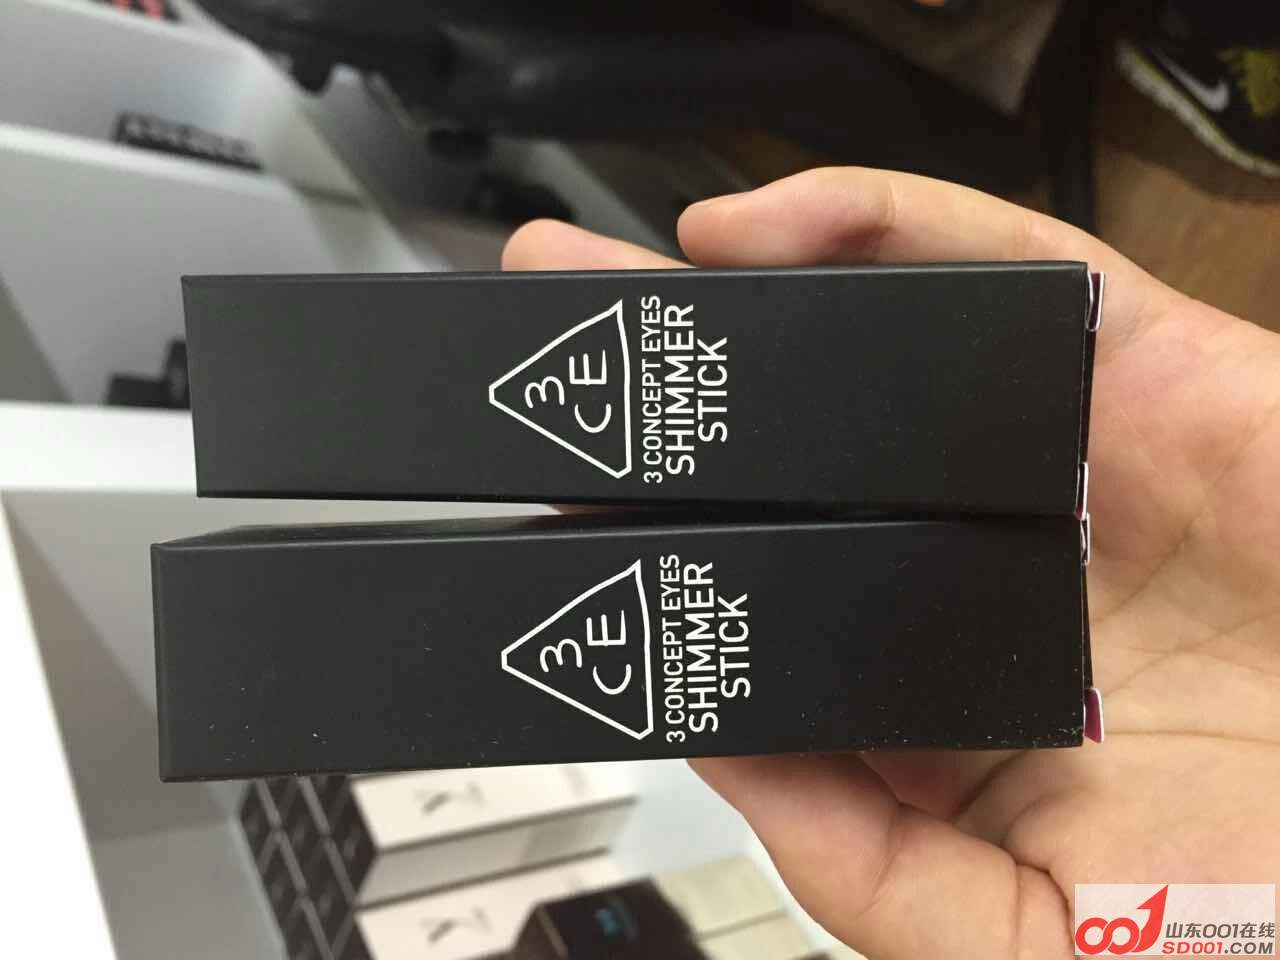 3
CE
3 CONCEPT EYES
SHIMMER
STICK
3
CE
3 CONCEPT EYES
SHIMMER
STICK
001
山东001在线
SD001.COM